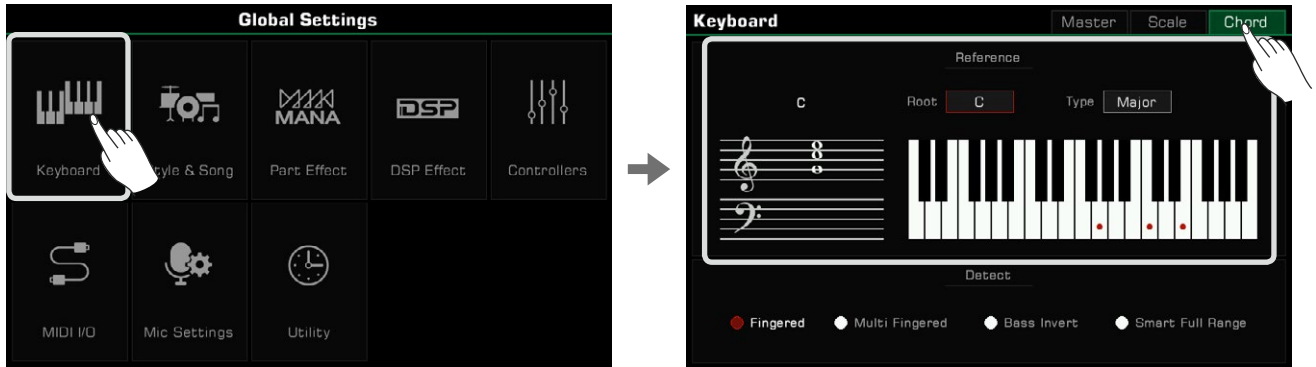 Global Settings
Keyboard
Style & Song
MANA
Part Effect
DSP
DSP Effect
Controllers
MIDI I/O
Mic Settings
Utility
Keyboard
Master
Scale
Chord
Reference
C
Root
C
Type
Major
Detect
Fingered
Multi Fingered
Bass Invert
Smart Full Range